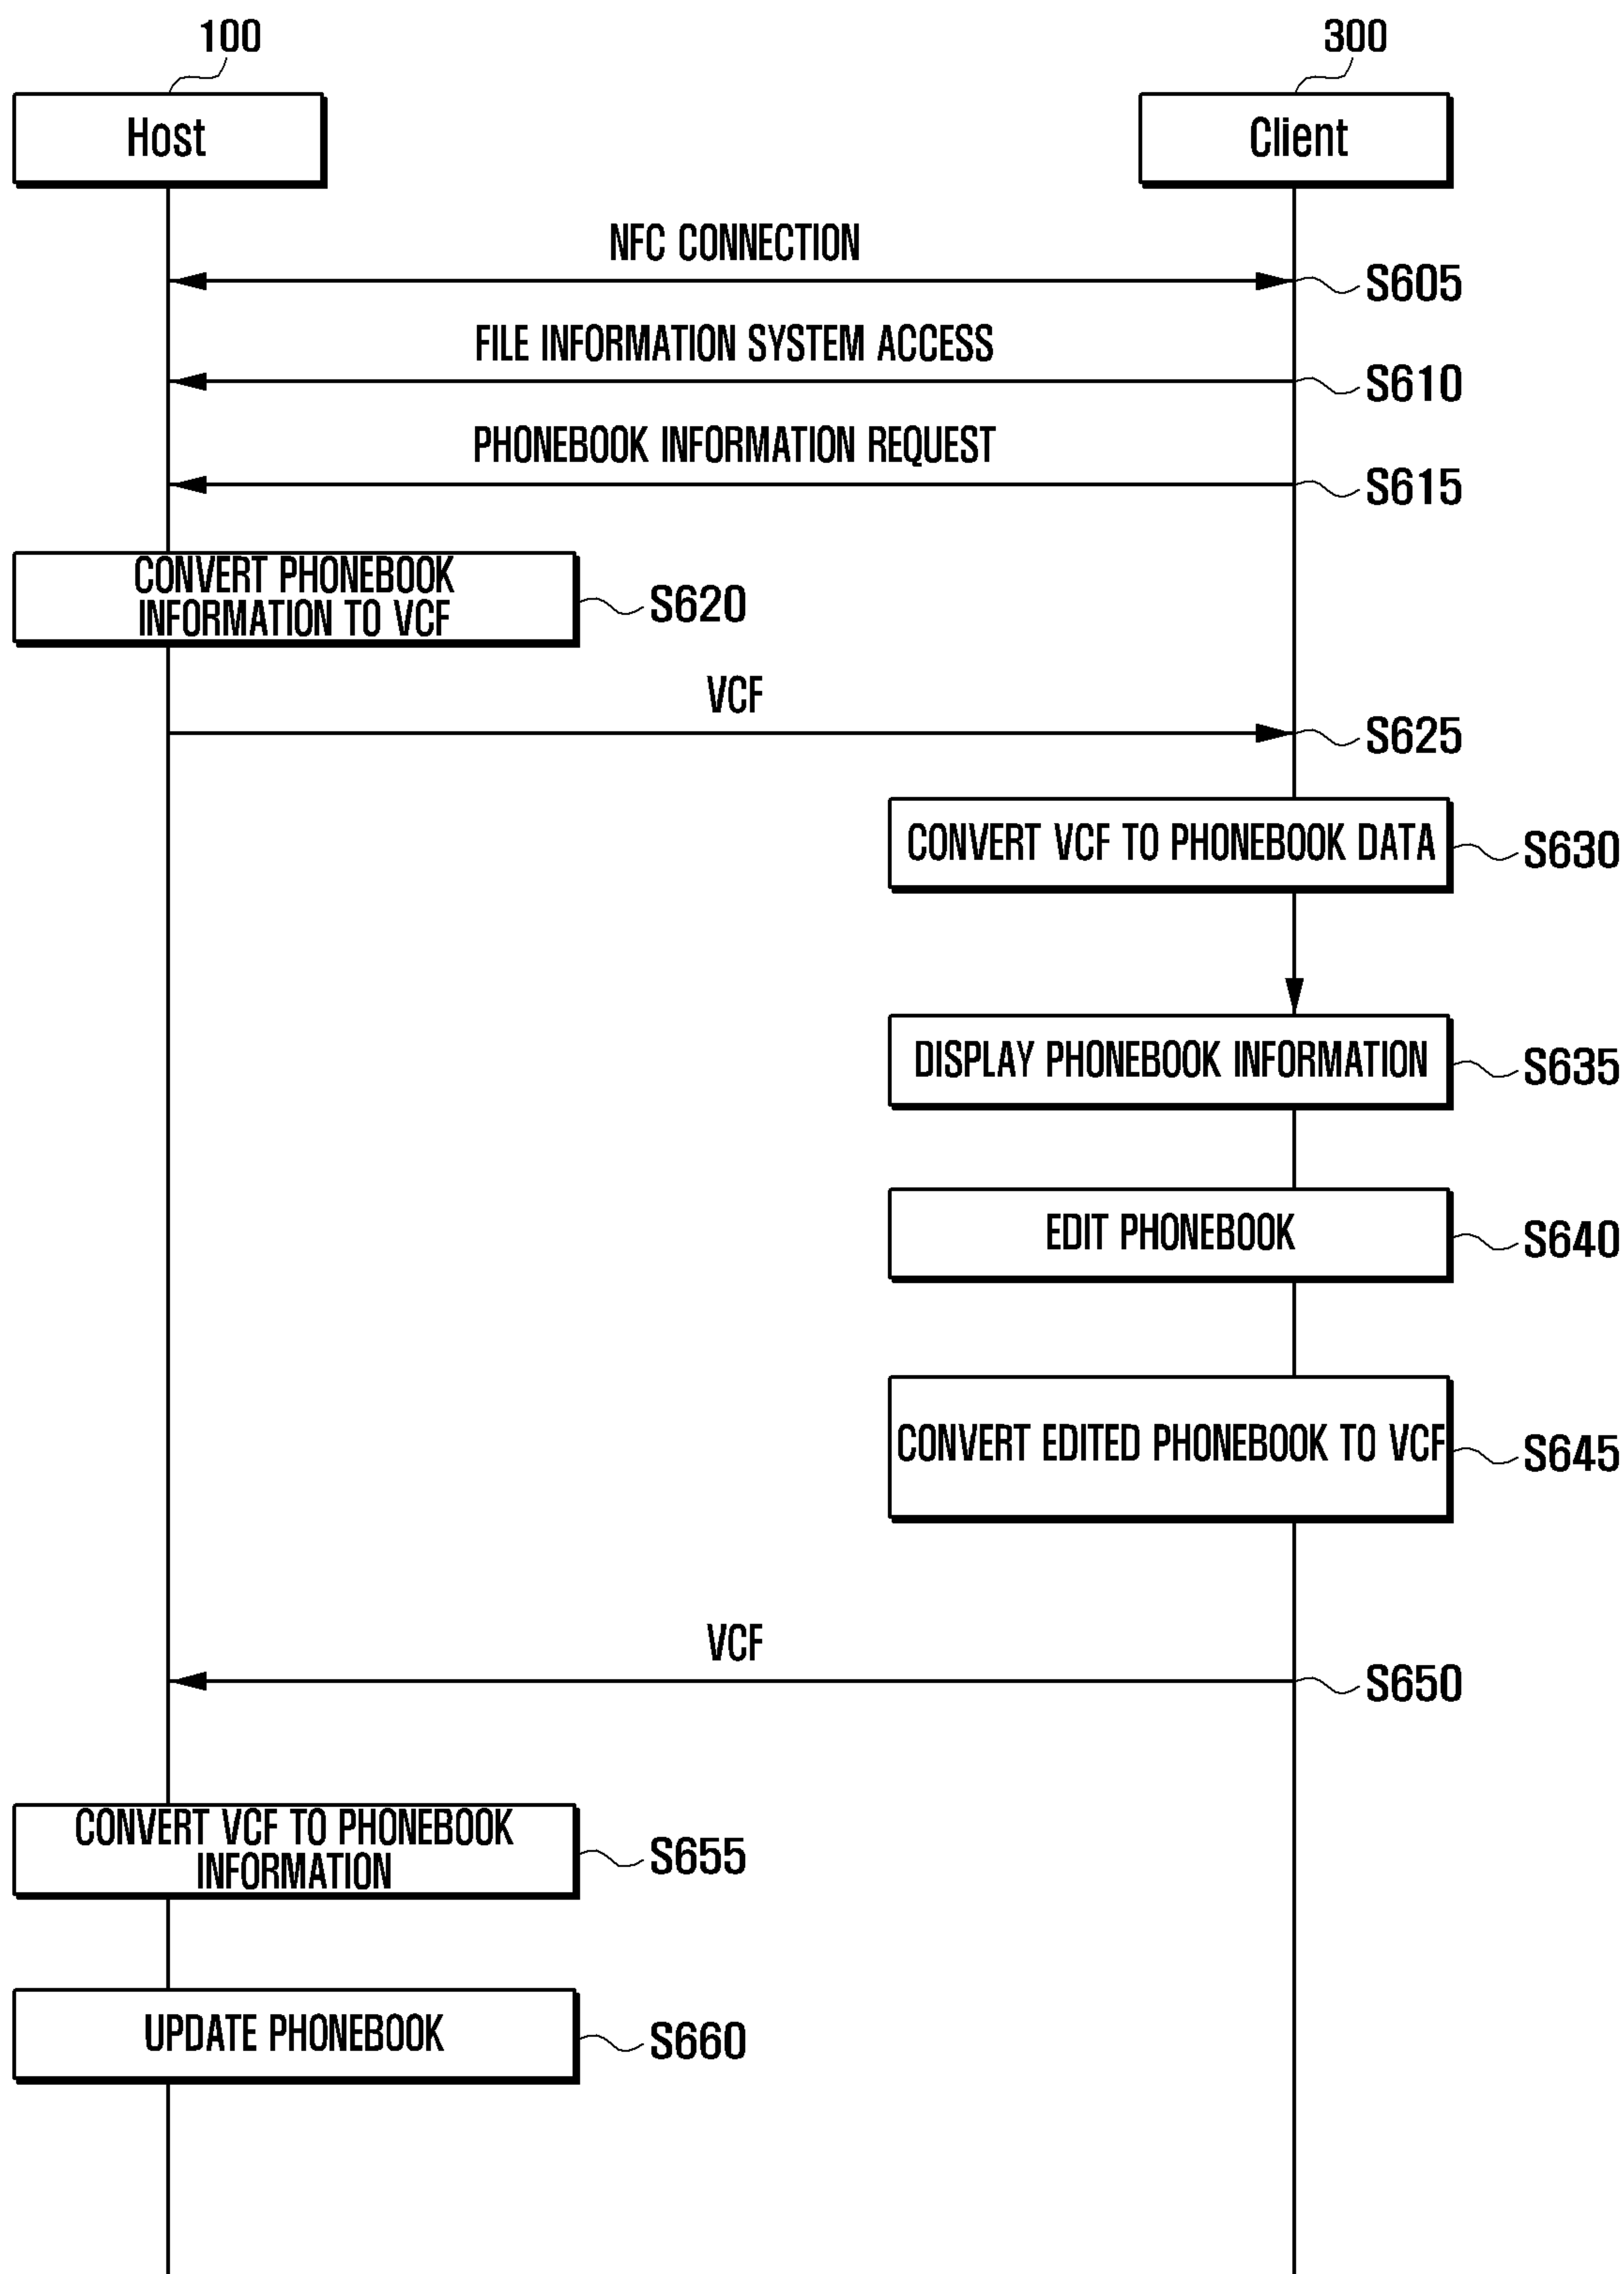 100
300
Host
Client
NFC CONNECTION
S605
FILE INFORMATION SYSTEM ACCESS
S610
PHONEBOOK INFORMATION REQUEST
S615
CONVERT PHONEBOOK
INFORMATION TO VCF
S620
VCF
S625
CONVERT VCF TO PHONEBOOK DATA
S630
DISPLAY PHONEBOOK INFORMATION
S635
EDIT PHONEBOOK
S640
CONVERT EDITED PHONEBOOK TO VCF
S645
VCF
S650
CONVERT VCF TO PHONEBOOK
INFORMATION
S655
UPDATE PHONEBOOK
S660